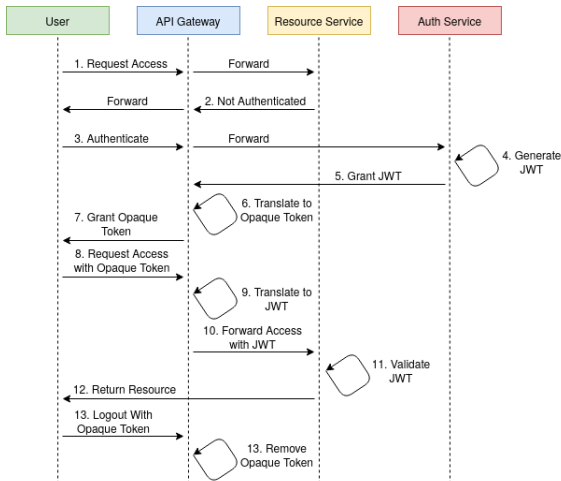 User
API Gateway
Resource Service
Auth Service
1. Request Access
Forward
Forward
2. Not Authenticated
3. Authenticate
Forward
4. Generate
JWT
5. Grant JWT
6. Translate to
Opaque Token
7. Grant Opaque
Token
8. Request Access
with Opaque Token
9. Translate to
JWT
10. Forward Access
with JWT
11. Validate
JWT
12. Return Resource
13. Logout With
Opaque Token
13. Remove
Opaque Token